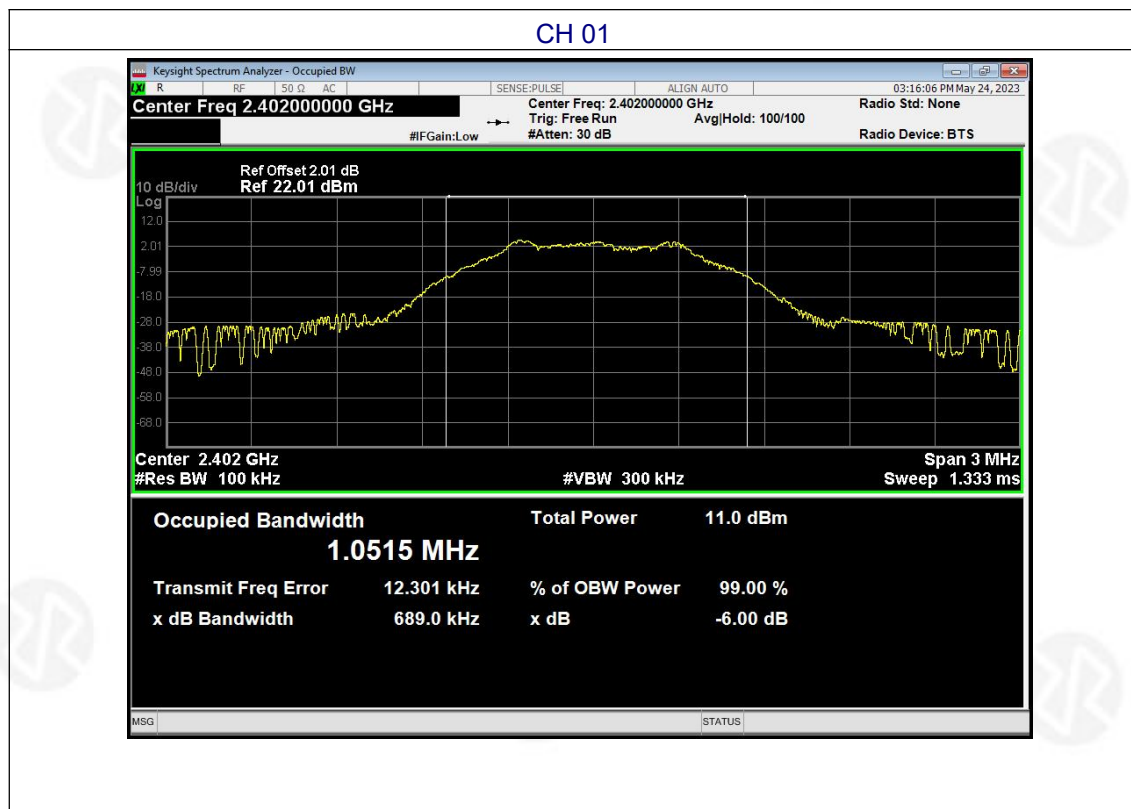 CH 01
Keysight Spectrum Analyzer - Occupied BW
LXI R RF 50 Ω AC SENSE:PULSE ALIGN AUTO 03:16:06 PM May 24, 2023
Center Freq 2.402000000 GHz
Center Freq: 2.402000000 GHz
Radio Std: None
Trig: Free Run
Avg|Hold: 100/100
#IFGain:Low
#Atten: 30 dB
Radio Device: BTS
Ref Offset 2.01 dB
10 dB/div Ref 22.01 dBm
Log
12.0
2.01
-7.99
-18.0
-28.0
-38.0
-48.0
-58.0
-68.0
Center 2.402 GHz
Span 3 MHz
#Res BW 100 kHz
#VBW 300 kHz
Sweep 1.333 ms
Occupied Bandwidth
Total Power 11.0 dBm
1.0515 MHz
Transmit Freq Error 12.301 kHz
% of OBW Power 99.00 %
x dB Bandwidth 689.0 kHz
x dB -6.00 dB
MSG
STATUS